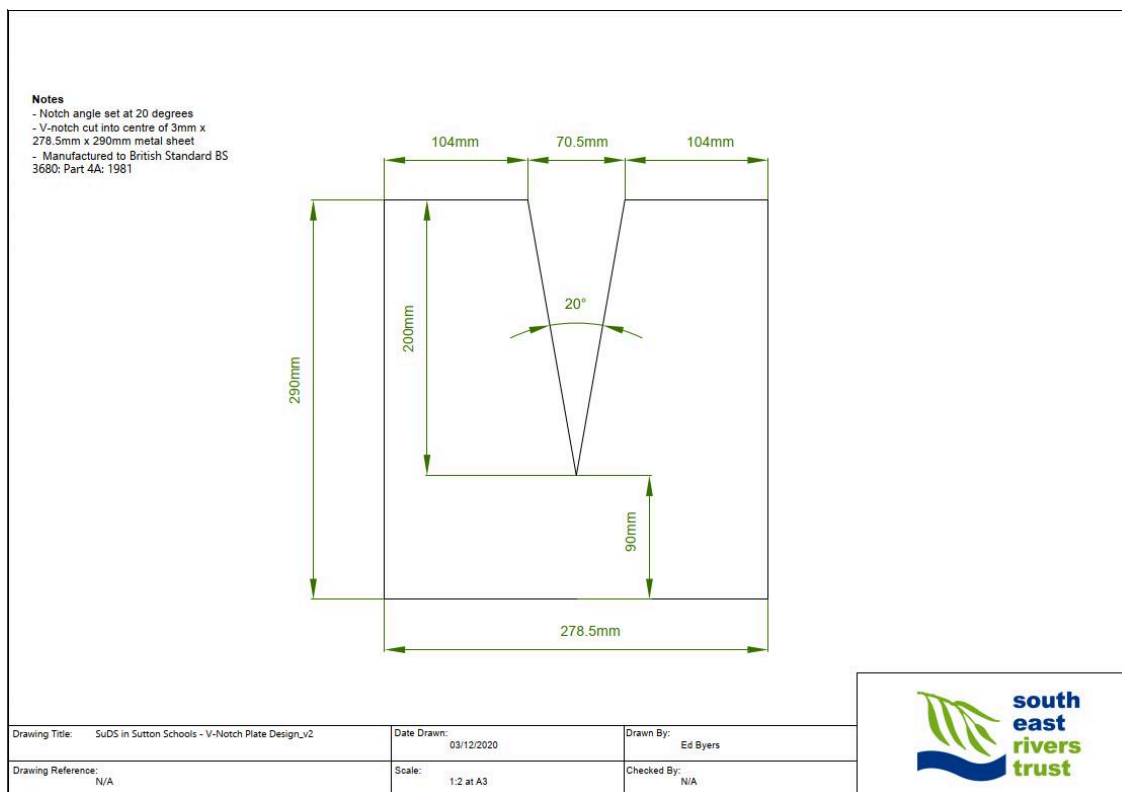 Notes
- Notch angle set at 20 degrees
- V-notch cut into centre of 3mm x
278.5mm x 290mm metal sheet
- Manufactured to British Standard BS
3680: Part 4A: 1981
104mm
70.5mm
104mm
20°
200mm
290mm
90mm
278.5mm
Drawing Title: SuDS in Sutton Schools - V-Notch Plate Design_v2
Date Drawn:
03/12/2020
Drawn By:
Ed Byers
Drawing Reference:
N/A
Scale:
1:2 at A3
Checked By:
N/A
south
east
rivers
trust